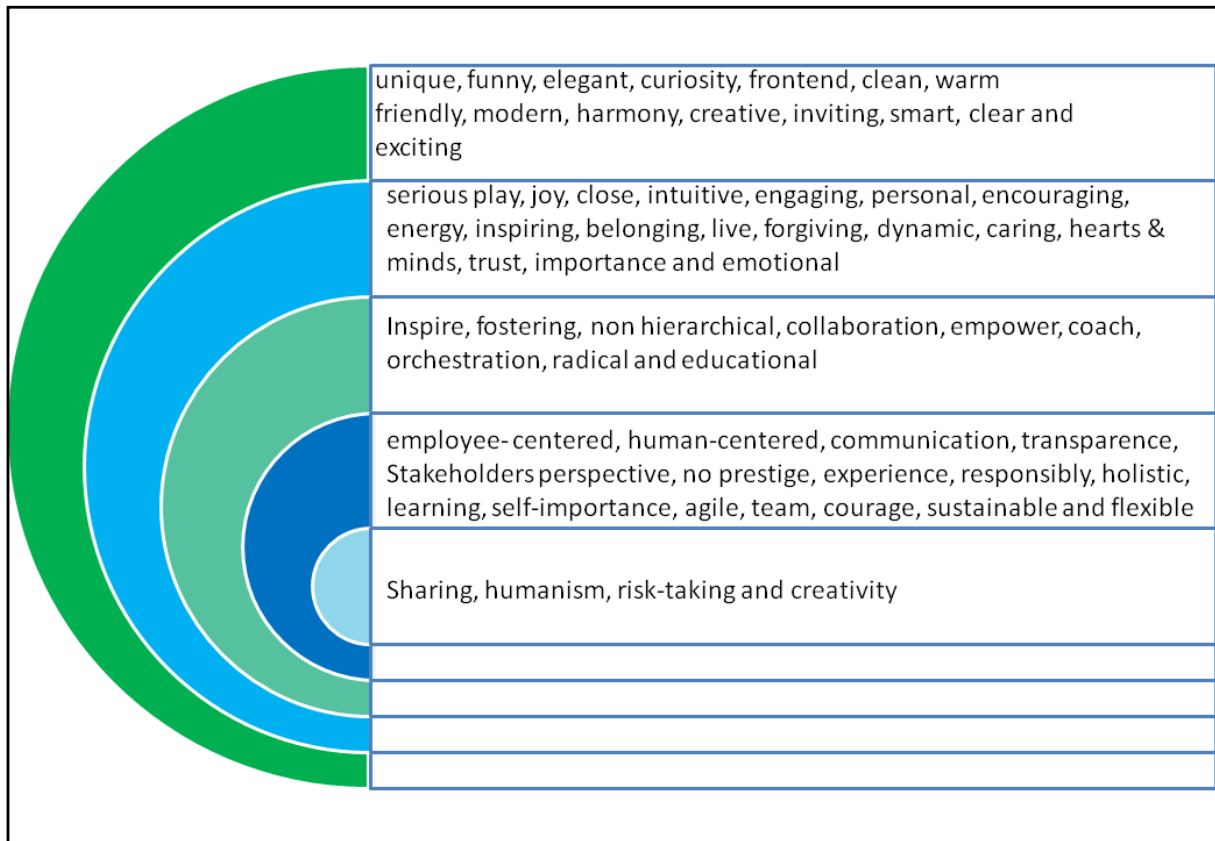 unique, funny, elegant, curiosity, frontend, clean, warm
friendly, modern, harmony, creative, inviting, smart, clear and
exciting
serious play, joy, close, intuitive, engaging, personal, encouraging,
energy, inspiring, belonging, live, forgiving, dynamic, caring, hearts &
minds, trust, importance and emotional
Inspire, fostering, non hierarchical, collaboration, empower, coach,
orchestration, radical and educational
employee- centered, human-centered, communication, transparence,
Stakeholders perspective, no prestige, experience, responsibly, holistic,
learning, self-importance, agile, team, courage, sustainable and flexible
Sharing, humanism, risk-taking and creativity